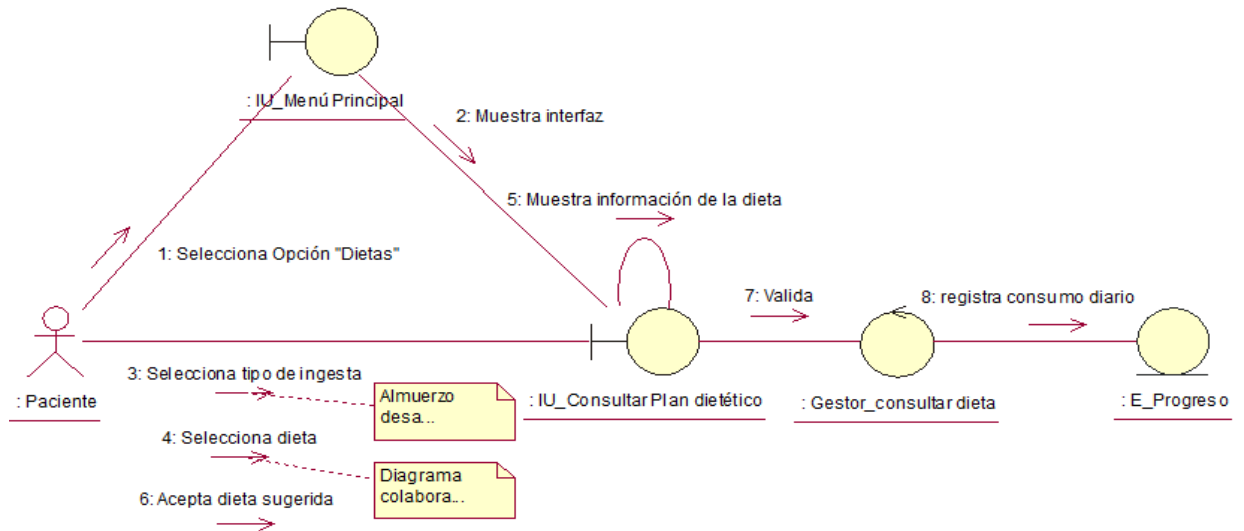 : IU_Menú Principal
2: Muestra interfaz
5: Muestra información de la dieta
1: Selecciona Opción "Dietas"
7: Valida
8: registra consumo diario
3: Selecciona tipo de ingesta
: Paciente
Almuerzo
desa...
: IU_Consultar Plan dietético
: Gestor_consultar dieta
: E_Progreso
4: Selecciona dieta
Diagrama
colabora...
6: Acepta dieta sugerida